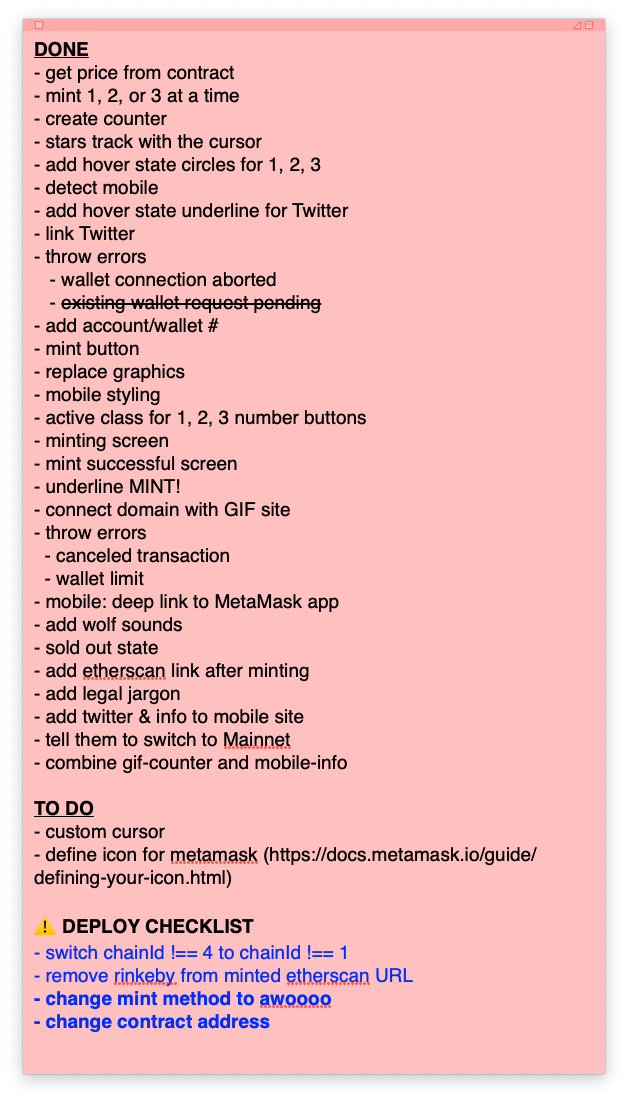 DONE
- get price from contract
- mint 1, 2, or 3 at a time
- create counter
- stars track with the cursor
- add hover state circles for 1, 2, 3
- detect mobile
- add hover state underline for Twitter
- link Twitter
- throw errors
- wallet connection aborted
- existing wallet request pending
- add account/wallet #
- mint button
- replace graphics
- mobile styling
- active class for 1, 2, 3 number buttons
- minting screen
- mint successful screen
- underline MINT!
- connect domain with GIF site
- throw errors
- canceled transaction
- wallet limit
- mobile: deep link to MetaMask app
- add wolf sounds
- sold out state
- add etherscan link after minting
- add legal jargon
- add twitter & info to mobile site
- tell them to switch to Mainnet
- combine gif-counter and mobile-info
TO DO
- custom cursor
- define icon for metamask (https://docs.metamask.io/guide/
defining-your-icon.html)
⚠️ DEPLOY CHECKLIST
- switch chainId !== 4 to chainId !== 1
- remove rinkeby from minted etherscan URL
- change mint method to awoooo
- change contract address